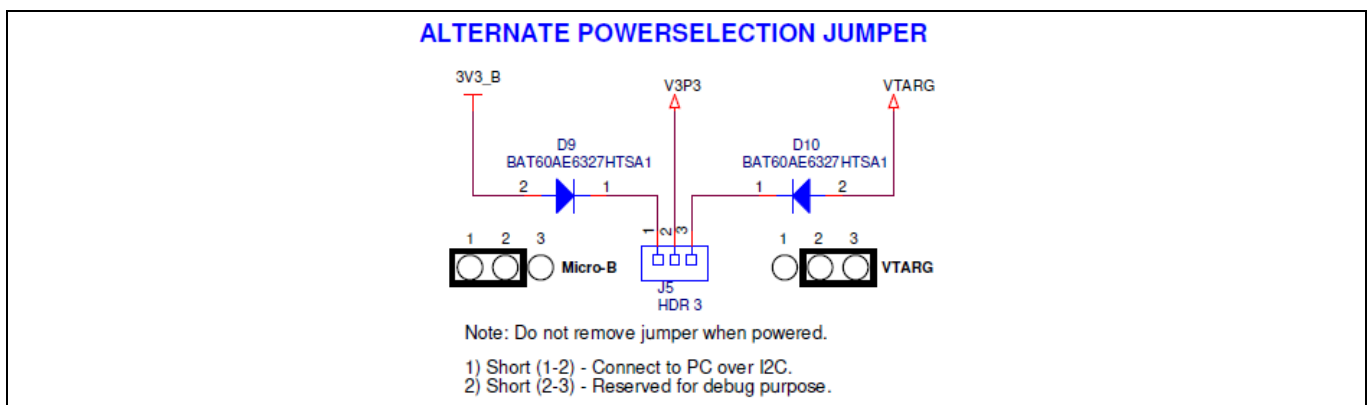 ALTERNATE POWERSELECTION JUMPER
3V3_B
V3P3
VTARG
D9
BAT60AE6327HTSA1
D10
BAT60AE6327HTSA1
2 1
1 2
1 2 3
1 2 3 Micro-B
1 2 3 VTARG
J5
HDR 3
Note: Do not remove jumper when powered.
1) Short (1-2) - Connect to PC over I2C.
2) Short (2-3) - Reserved for debug purpose.